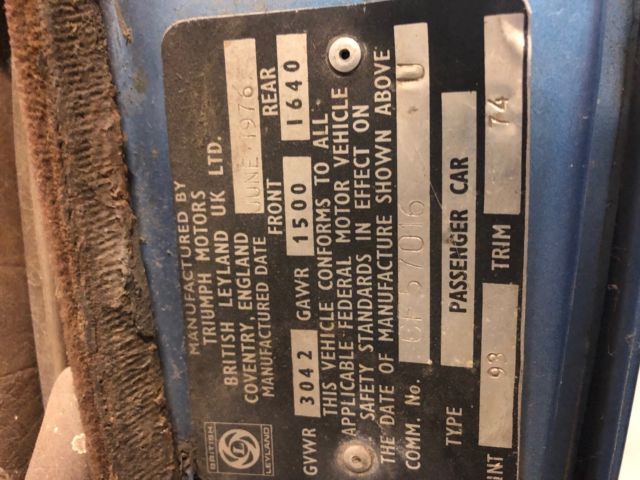 MANUFACTURED BY
TRIUMPH MOTORS
BRITISH LEYLAND UK LTD.
COVENTRY, ENGLAND
MANUFACTURED DATE JUNE 1976
FRONT REAR
GVWR 3042 GAWR 1500 1640
THIS VEHICLE CONFORMS TO ALL
APPLICABLE FEDERAL MOTOR VEHICLE
SAFETY STANDARDS IN EFFECT ON
THE DATE OF MANUFACTURE SHOWN ABOVE
COMM. No. CF57016 U
TYPE PASSENGER CAR
INT 93 TRIM 74
BRITISH
LEYLAND